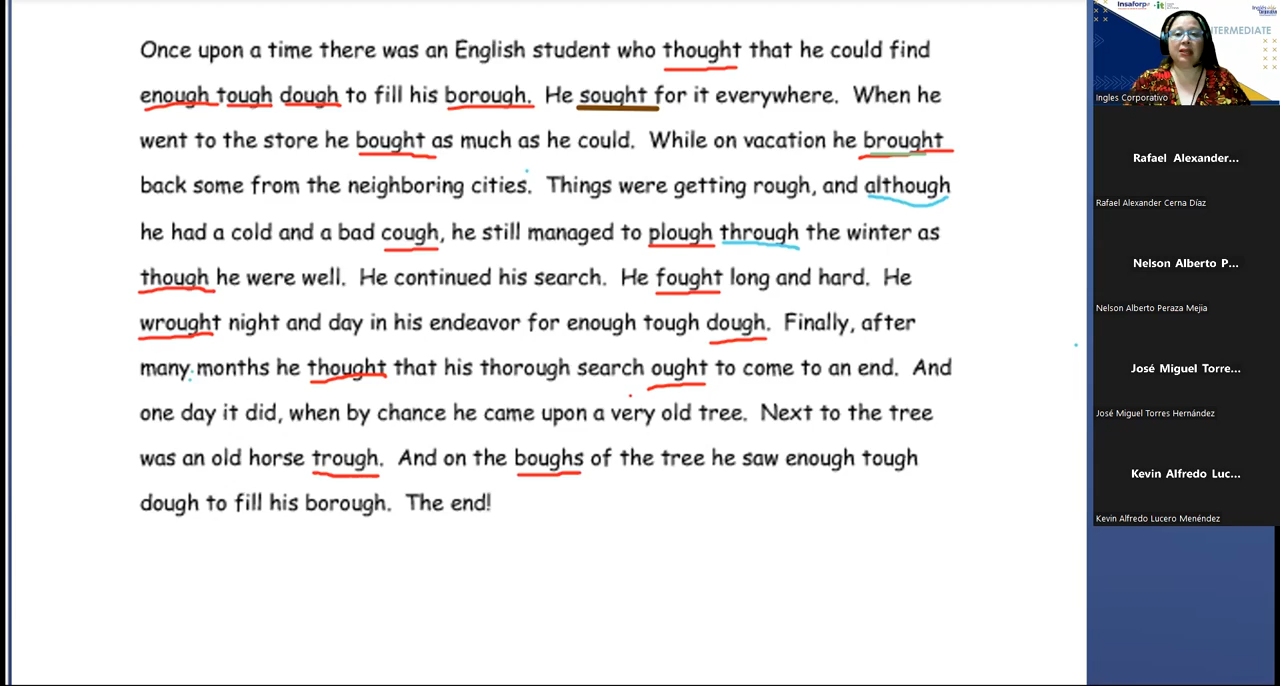 Once upon a time there was an English student who thought that he could find
enough tough dough to fill his borough. He sought for it everywhere. When he
went to the store he bought as much as he could. While on vacation he brought
back some from the neighboring cities. Things were getting rough, and although
he had a cold and a bad cough, he still managed to plough through the winter as
though he were well. He continued his search. He fought long and hard. He
wrought night and day in his endeavor for enough tough dough. Finally, after
many months he thought that his thorough search ought to come to an end. And
one day it did, when by chance he came upon a very old tree. Next to the tree
was an old horse trough. And on the boughs of the tree he saw enough tough
dough to fill his borough. The end!
Insaforp
it
TERMEDIATE
Ingles Corporativo
Rafael Alexander...
Rafael Alexander Cerna Díaz
Nelson Alberto P...
Nelson Alberto Peraza Mejia
José Miguel Torre...
José Miguel Torres Hernández
Kevin Alfredo Luc...
Kevin Alfredo Lucero Menéndez